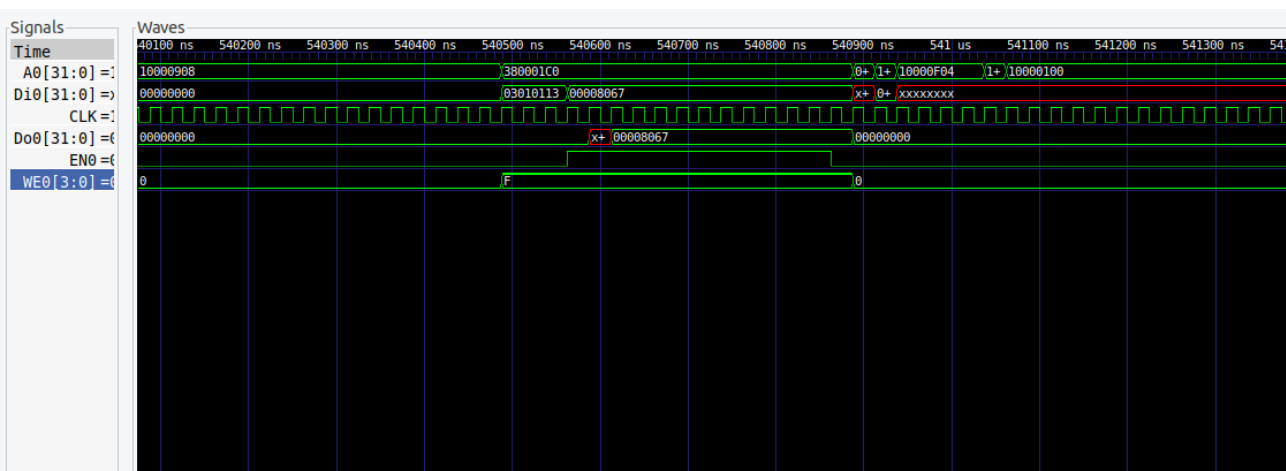 Signals Waves
Time 540200 ns 540300 ns 540400 ns 540500 ns 540600 ns 540700 ns 540800 ns 540900 ns 541 us 541100 ns 541200 ns 541300 ns
A0[31:0] = 10000908 380001C0 0+ 1+ 10000F04 1+ 10000100
Di0[31:0] = 00000000 03010113 00008067 x+ 0+ xxxxxxxx
CLK =
Do0[31:0] = 00000000 x+ 00008067 00000000
EN0 =
WE0[3:0] = 0 F 0